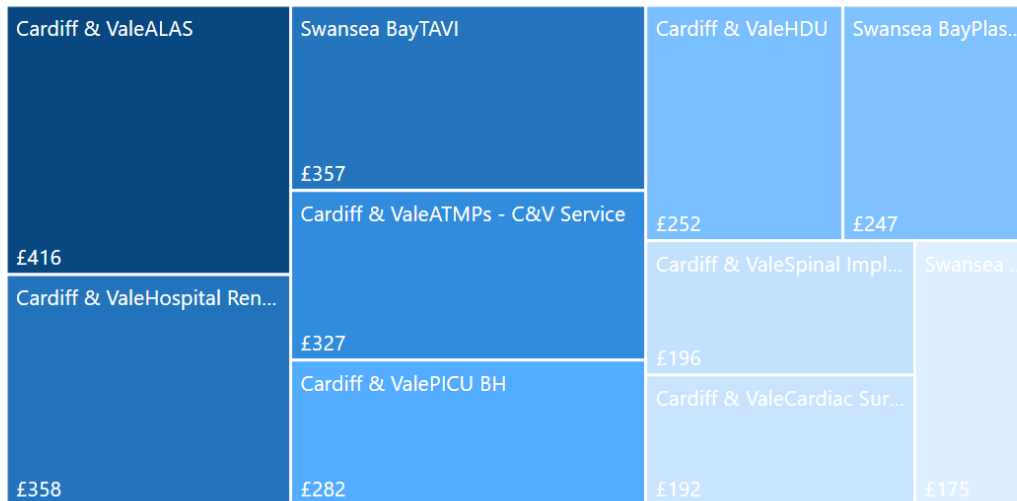 Cardiff & ValeALAS
£416
Cardiff & ValeHospital Ren...
£358
Swansea BayTAVI
£357
Cardiff & ValeATMPs - C&V Service
£327
Cardiff & ValePICU BH
£282
Cardiff & ValeHDU
£252
Swansea BayPlas...
£247
Cardiff & ValeSpinal Impl...
£196
Cardiff & ValeCardiac Sur...
£192
Swansea ...
£175